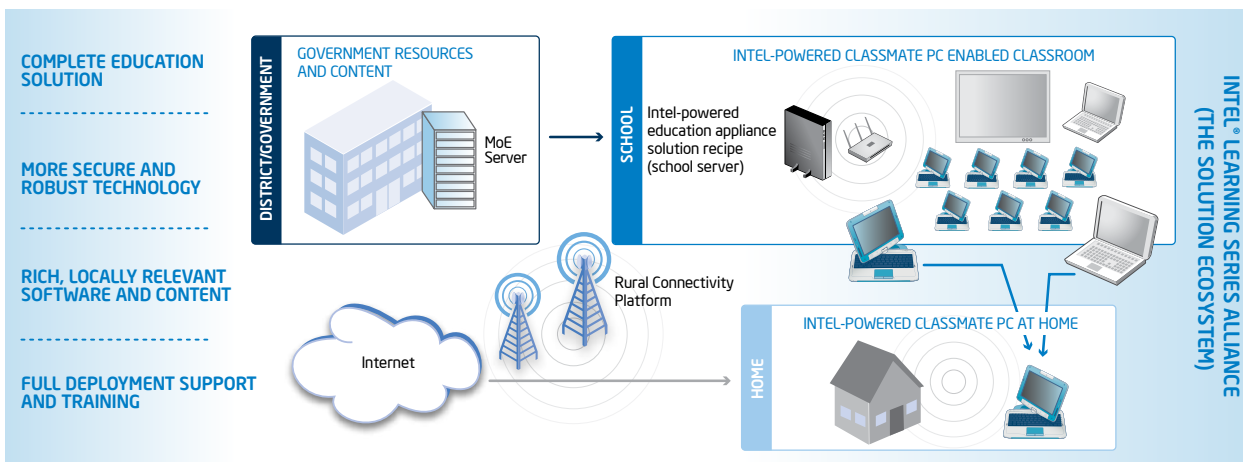 COMPLETE EDUCATION
SOLUTION
MORE SECURE AND
ROBUST TECHNOLOGY
RICH, LOCALLY RELEVANT
SOFTWARE AND CONTENT
FULL DEPLOYMENT SUPPORT
AND TRAINING
DISTRICT/GOVERNMENT
GOVERNMENT RESOURCES
AND CONTENT
MoE
Server
SCHOOL
INTEL-POWERED CLASSMATE PC ENABLED CLASSROOM
Intel-powered
education appliance
solution recipe
(school server)
Rural Connectivity
Platform
Internet
HOME
INTEL-POWERED CLASSMATE PC AT HOME
INTEL® LEARNING SERIES ALLIANCE
(THE SOLUTION ECOSYSTEM)